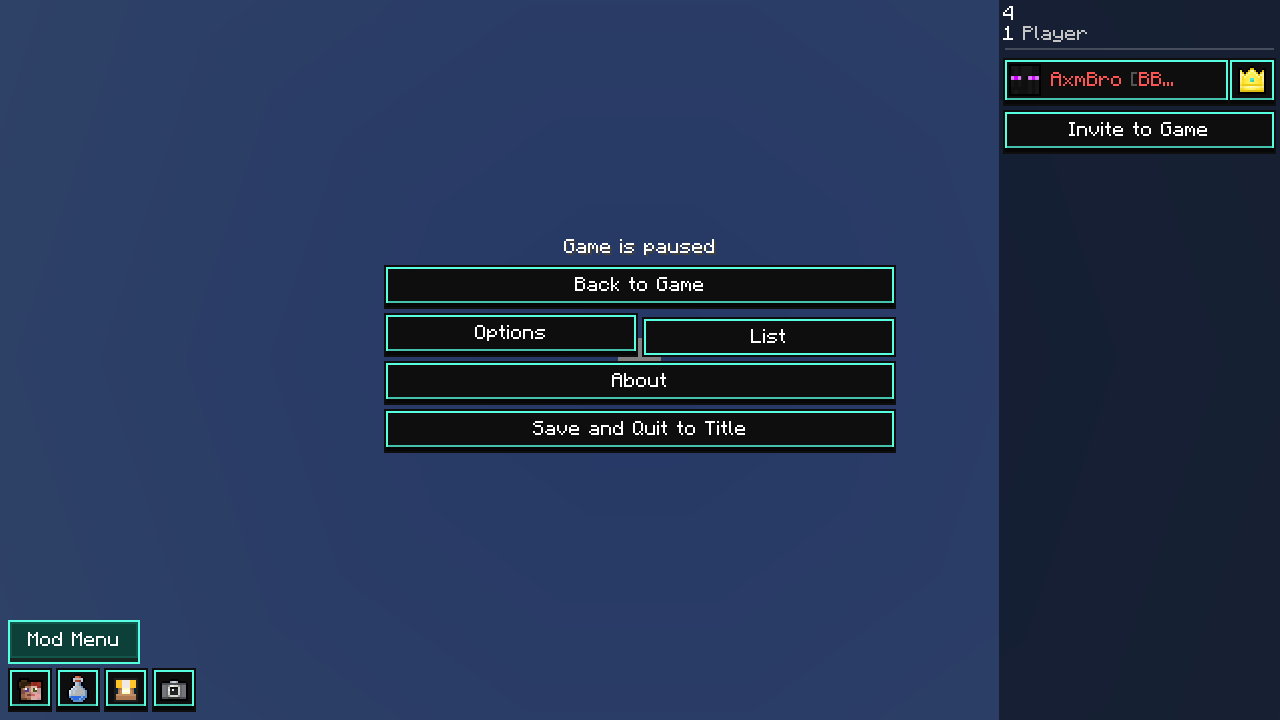 4
1 Player
AxmBro [BB...
Invite to Game
Game is paused
Back to Game
Options
List
About
Save and Quit to Title
Mod Menu